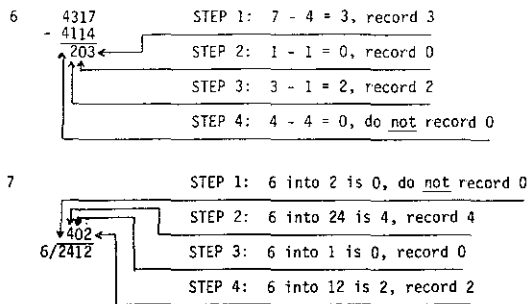 6 4317 STEP 1: 7 - 4 = 3, record 3
- 4114
203 STEP 2: 1 - 1 = 0, record 0
STEP 3: 3 - 1 = 2, record 2
STEP 4: 4 - 4 = 0, do not record 0
7 STEP 1: 6 into 2 is 0, do not record 0
STEP 2: 6 into 24 is 4, record 4
402
6/2412 STEP 3: 6 into 1 is 0, record 0
STEP 4: 6 into 12 is 2, record 2